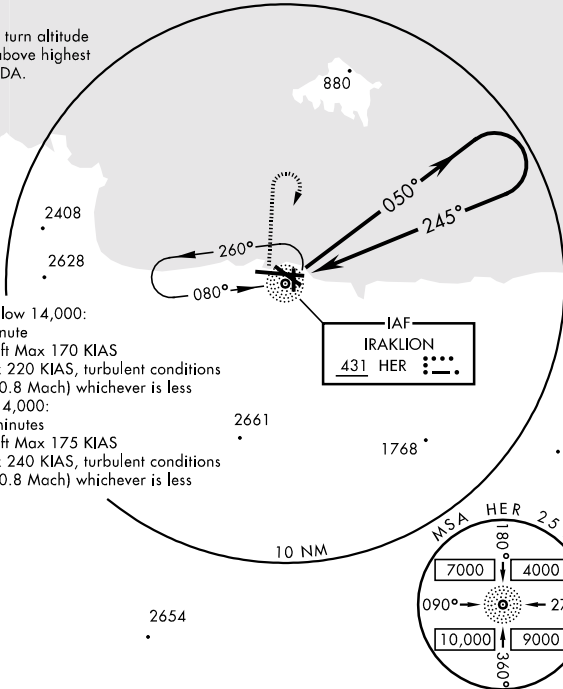 turn altitude
above highest
DA.
880
050°
245°
2408
2628
260°
080°
IAF
IRAKLION
431 HER
low 14,000:
nute
ft Max 170 KIAS
220 KIAS, turbulent conditions
0.8 Mach) whichever is less
4,000:
minutes
ft Max 175 KIAS
240 KIAS, turbulent conditions
0.8 Mach) whichever is less
2661
1768
10 NM
MSA HER 25
180°
7000 4000
090° 27
10,000 9000
360°
2654